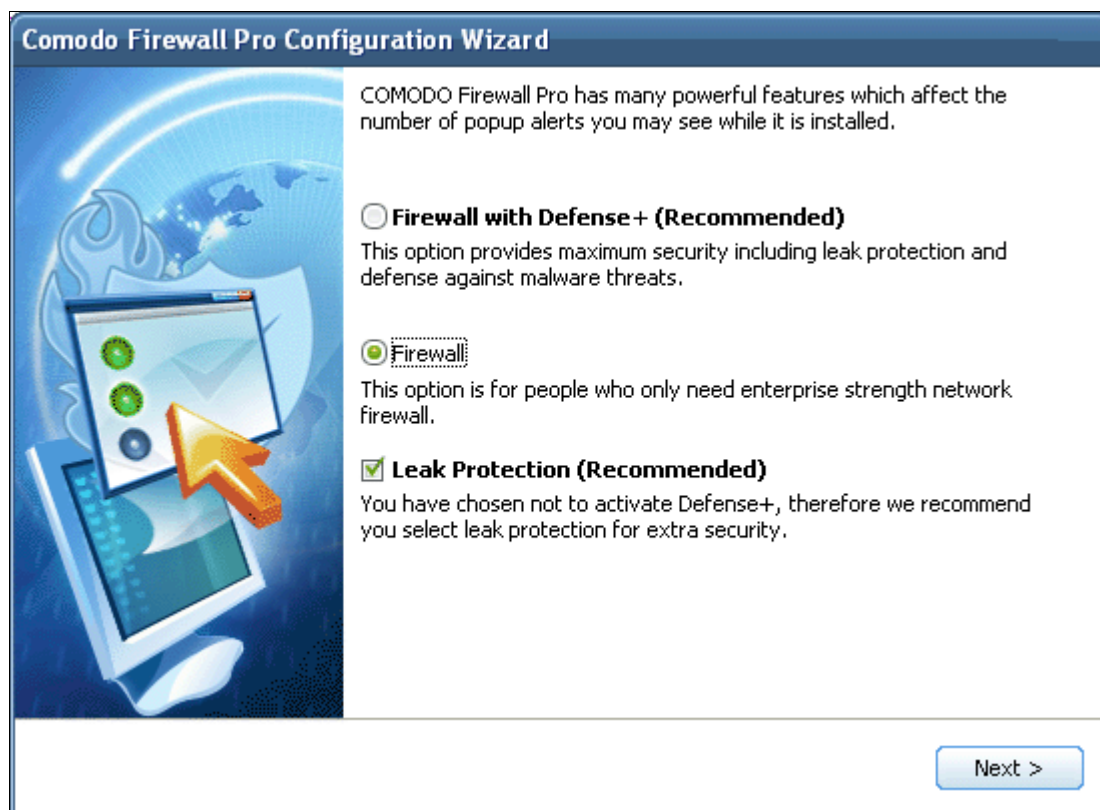 Comodo Firewall Pro Configuration Wizard
COMODO Firewall Pro has many powerful features which affect the
number of popup alerts you may see while it is installed.
Firewall with Defense+ (Recommended)
This option provides maximum security including leak protection and
defense against malware threats.
Firewall
This option is for people who only need enterprise strength network
firewall.
Leak Protection (Recommended)
You have chosen not to activate Defense+, therefore we recommend
you select leak protection for extra security.
Next >